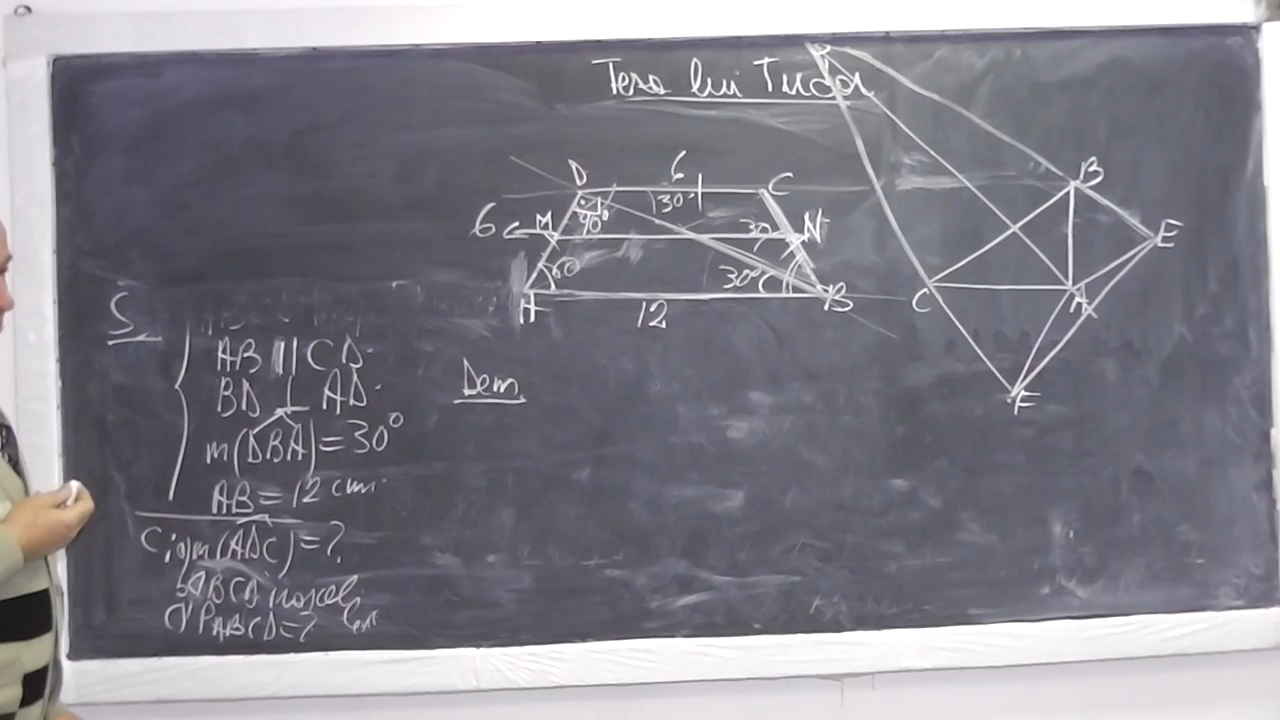 Teza lui Tudor
D 6 C
30°
90°
6 M 30 N
60 30°
A 12 B
B
E
C A
F
S
AB || CD
BD ⊥ AD
m(DBA) = 30°
AB = 12 cm
C a) m(ADC) = ?
b) ABCD isoscel
c) P ABCD = ?
Dem